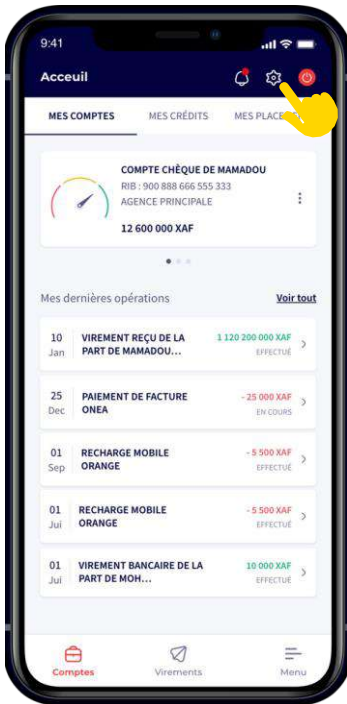 9:41
Acceuil
MES COMPTES MES CRÉDITS MES PLACE
COMPTE CHÈQUE DE MAMADOU
RIB : 900 888 666 555 333
AGENCE PRINCIPALE
12 600 000 XAF
Mes dernières opérations Voir tout
10 VIREMENT REÇU DE LA 1 120 200 000 XAF
Jan PART DE MAMADOU... EFFECTUÉ
25 PAIEMENT DE FACTURE - 25 000 XAF
Dec ONEA EN COURS
01 RECHARGE MOBILE - 5 500 XAF
Sep ORANGE EFFECTUÉ
01 RECHARGE MOBILE - 5 500 XAF
Jui ORANGE EFFECTUÉ
01 VIREMENT BANCAIRE DE LA 10 000 XAF
Jui PART DE MOH... EFFECTUÉ
Comptes Virements Menu